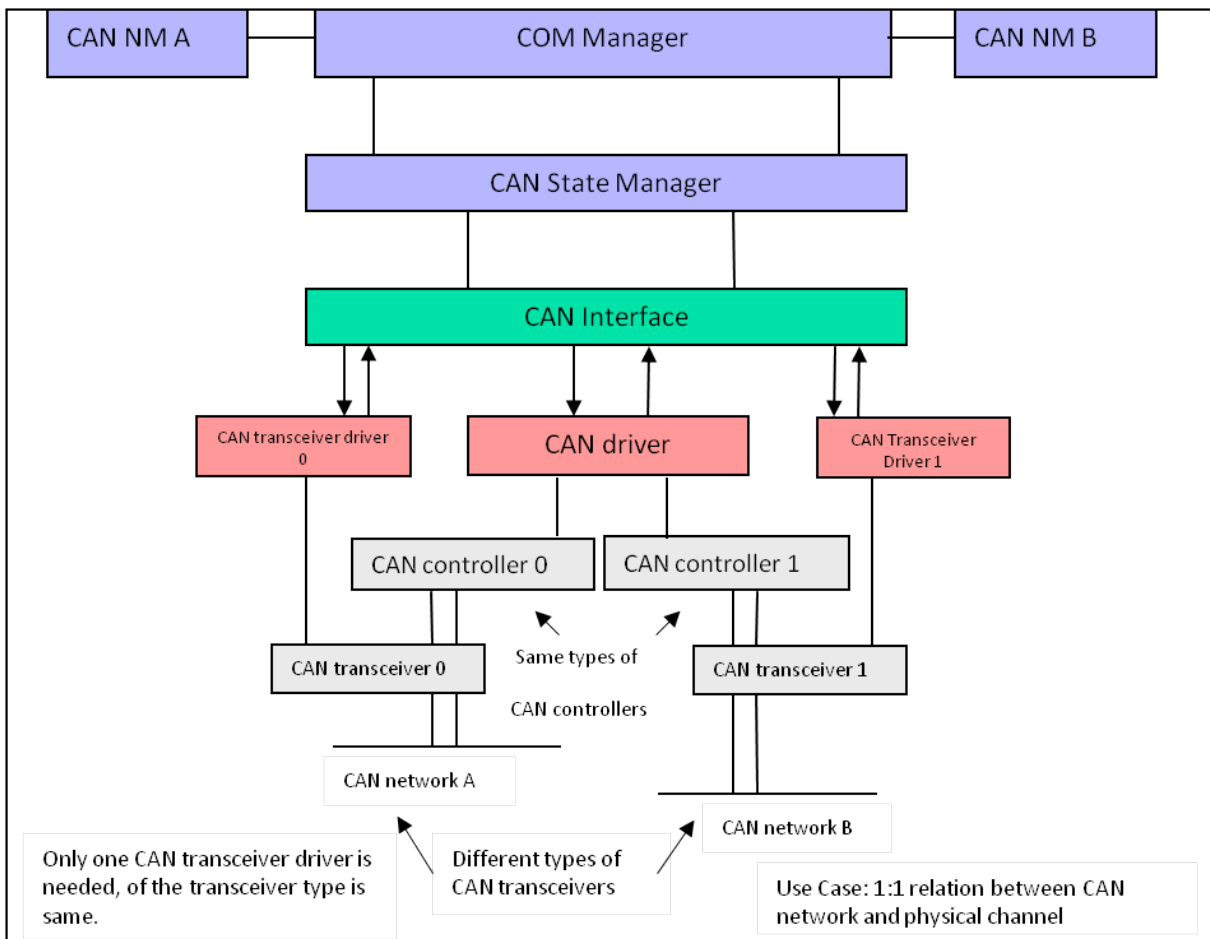 CAN NM A
COM Manager
CAN NM B
CAN State Manager
CAN Interface
CAN transceiver driver
0
CAN driver
CAN Transceiver
Driver 1
CAN controller 0
CAN controller 1
CAN transceiver 0
Same types of
CAN controllers
CAN transceiver 1
CAN network A
CAN network B
Only one CAN transceiver driver is
needed, of the transceiver type is
same.
Different types of
CAN transceivers
Use Case: 1:1 relation between CAN
network and physical channel